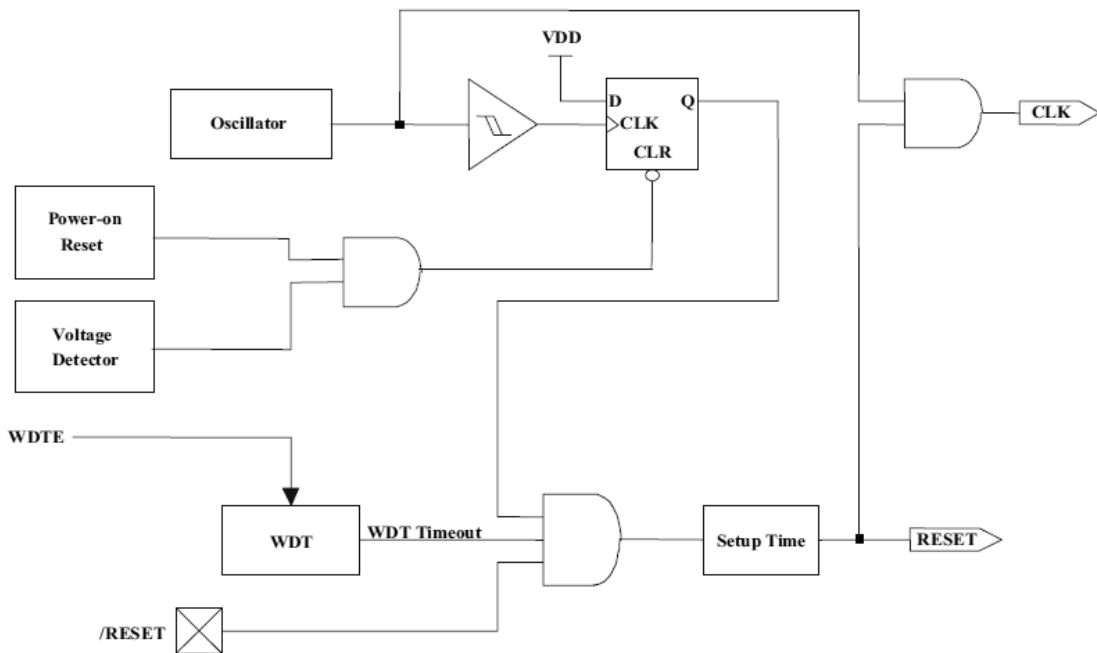 VDD
Oscillator
D
Q
CLK
CLR
CLK
Power-on
Reset
Voltage
Detector
WDTE
WDT
WDT Timeout
Setup Time
RESET
/RESET